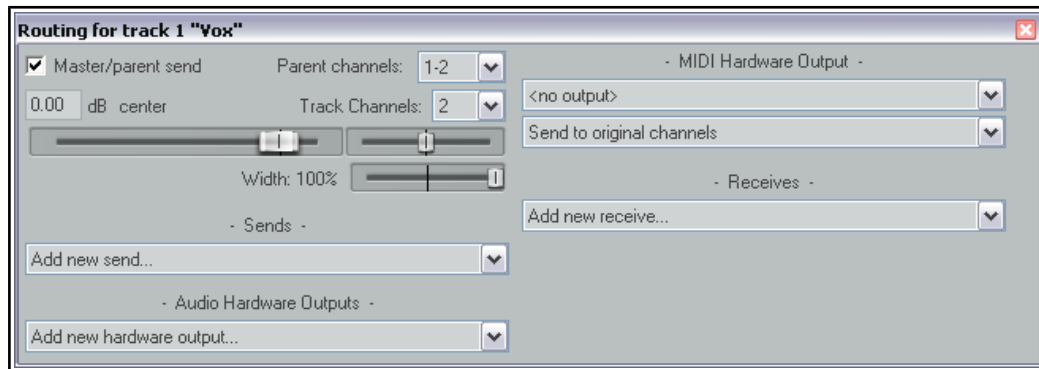 Routing for track 1 "Vox"
Master/parent send Parent channels: 1-2
0.00 dB center Track Channels: 2
Width: 100%
- Sends -
Add new send...
- Audio Hardware Outputs -
Add new hardware output...
- MIDI Hardware Output -
<no output>
Send to original channels
- Receives -
Add new receive...